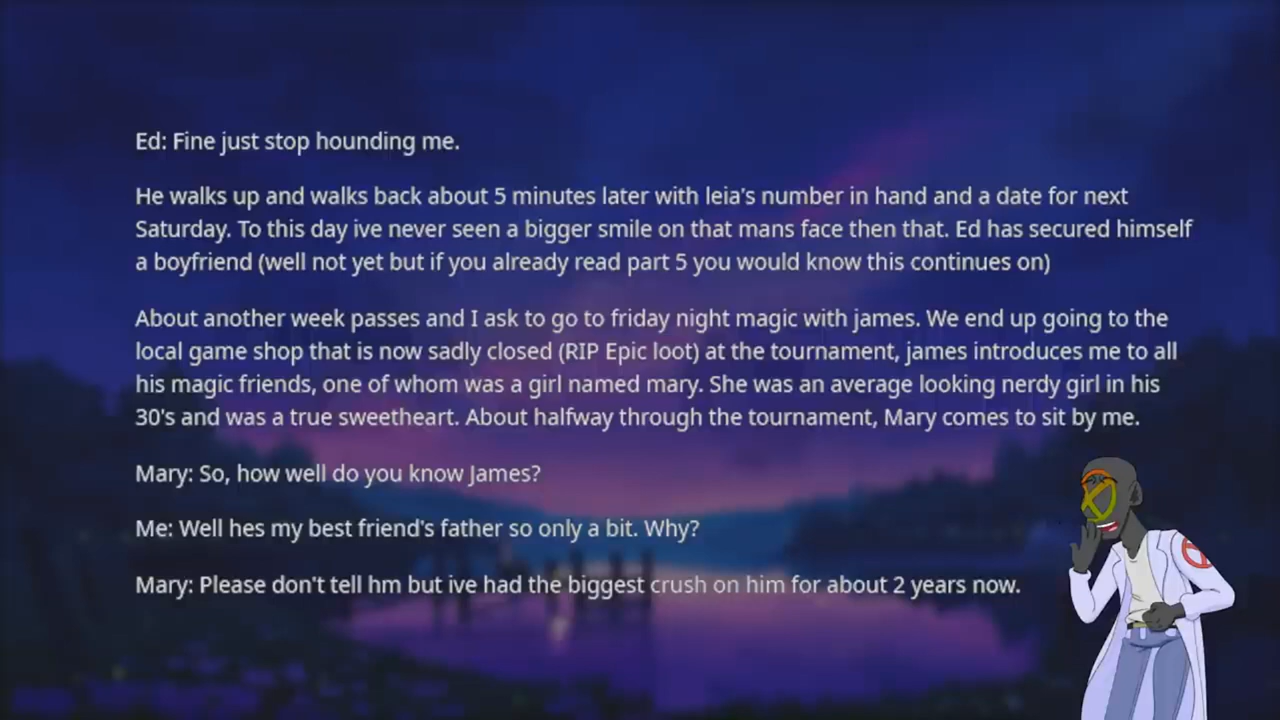 Ed: Fine just stop hounding me.
He walks up and walks back about 5 minutes later with leia's number in hand and a date for next
Saturday. To this day ive never seen a bigger smile on that mans face then that. Ed has secured himself
a boyfriend (well not yet but if you already read part 5 you would know this continues on)
About another week passes and I ask to go to friday night magic with james. We end up going to the
local game shop that is now sadly closed (RIP Epic loot) at the tournament, james introduces me to all
his magic friends, one of whom was a girl named mary. She was an average looking nerdy girl in his
30's and was a true sweetheart. About halfway through the tournament, Mary comes to sit by me.
Mary: So, how well do you know James?
Me: Well hes my best friend's father so only a bit. Why?
Mary: Please don't tell hm but ive had the biggest crush on him for about 2 years now.